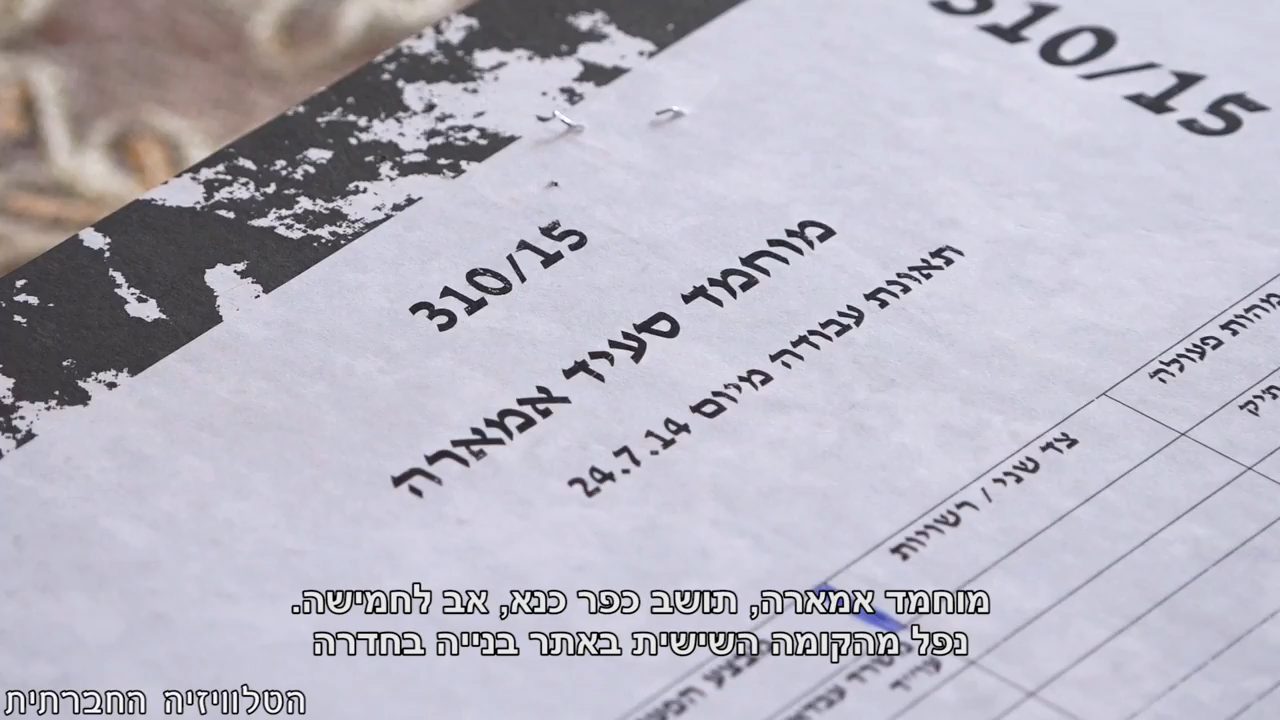 310/15
310/15
מוחמד סעיד אמארה
תאונת עבודה מיום 24.7.14
מהות פעולה
תיק
צד שני / רשויות
מוחמד אמארה, תושב כפר כנא, אב לחמישה.
נפל מהקומה השישית באתר בנייה בחדרה
הטלוויזיה החברתית